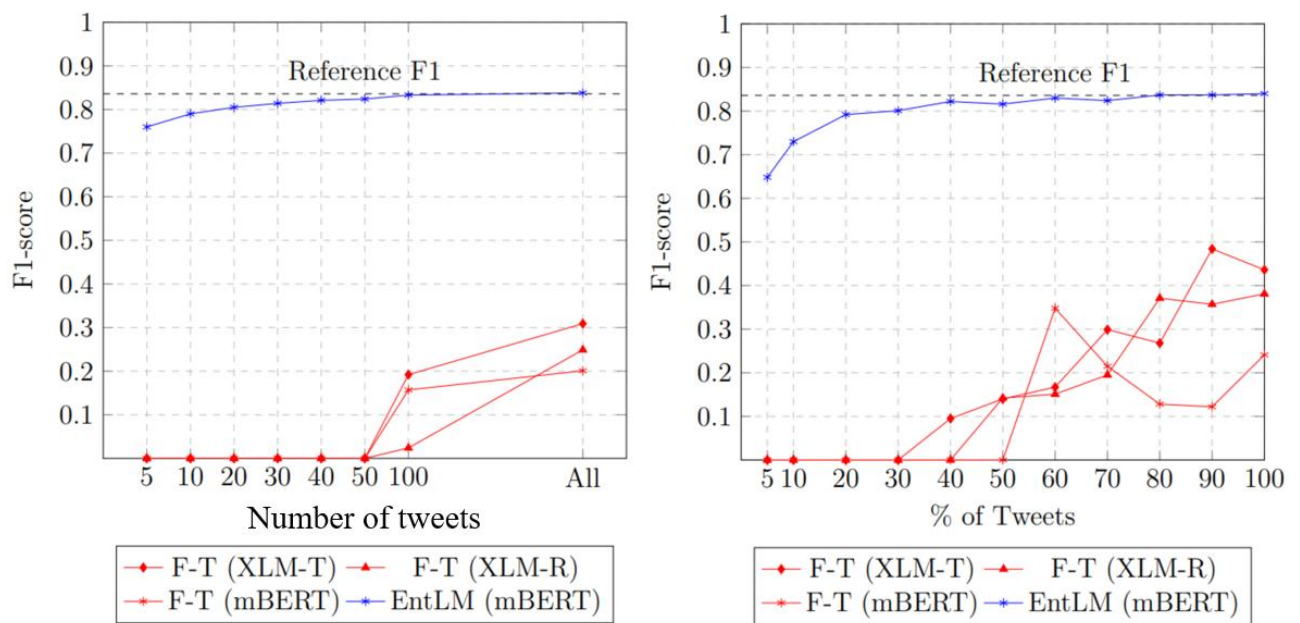 1
0.9
0.8
0.7
0.6
0.5
0.4
0.3
0.2
0.1
F1-score
Reference F1
5 10 20 30 40 50 100 All
Number of tweets
F-T (XLM-T) F-T (XLM-R)
F-T (mBERT) EntLM (mBERT)
1
0.9
0.8
0.7
0.6
0.5
0.4
0.3
0.2
0.1
F1-score
Reference F1
5 10 20 30 40 50 60 70 80 90 100
% of Tweets
F-T (XLM-T) F-T (XLM-R)
F-T (mBERT) EntLM (mBERT)